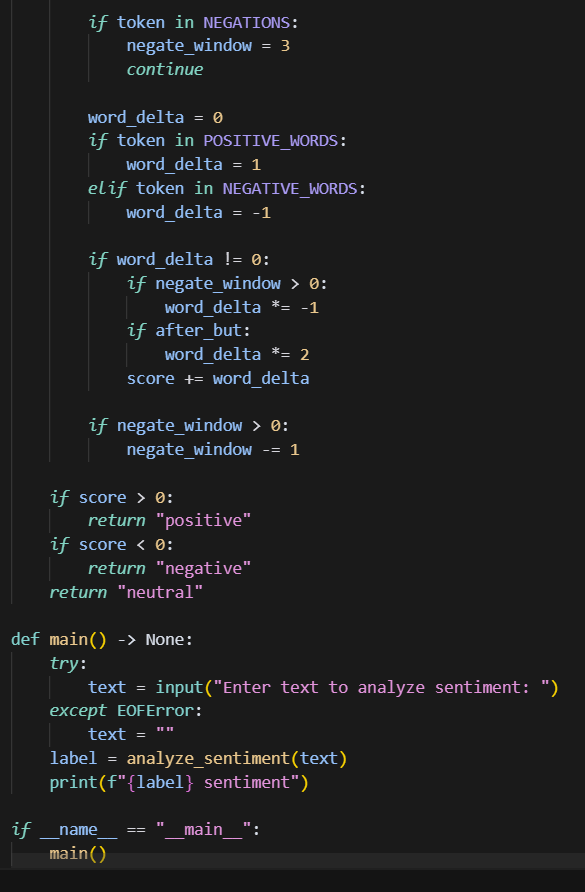 if token in NEGATIONS:
negate_window = 3
continue
word_delta = 0
if token in POSITIVE_WORDS:
word_delta = 1
elif token in NEGATIVE_WORDS:
word_delta = -1
if word_delta != 0:
if negate_window > 0:
word_delta *= -1
if after_but:
word_delta *= 2
score += word_delta
if negate_window > 0:
negate_window -= 1
if score > 0:
return "positive"
if score < 0:
return "negative"
return "neutral"
def main() -> None:
try:
text = input("Enter text to analyze sentiment: ")
except EOFError:
text = ""
label = analyze_sentiment(text)
print(f"{label} sentiment")
if __name__ == "__main__":
main()